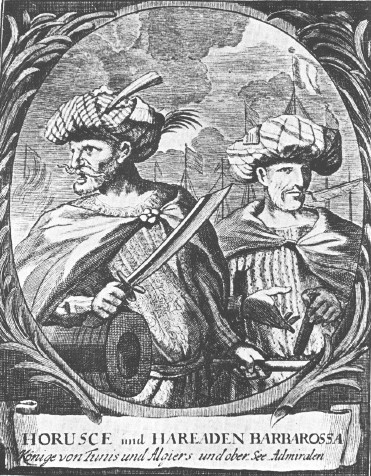 HORUSCE und HAREADEN BARBAROSSA
Könige von Tunis und Algiers und ober See Admiralen